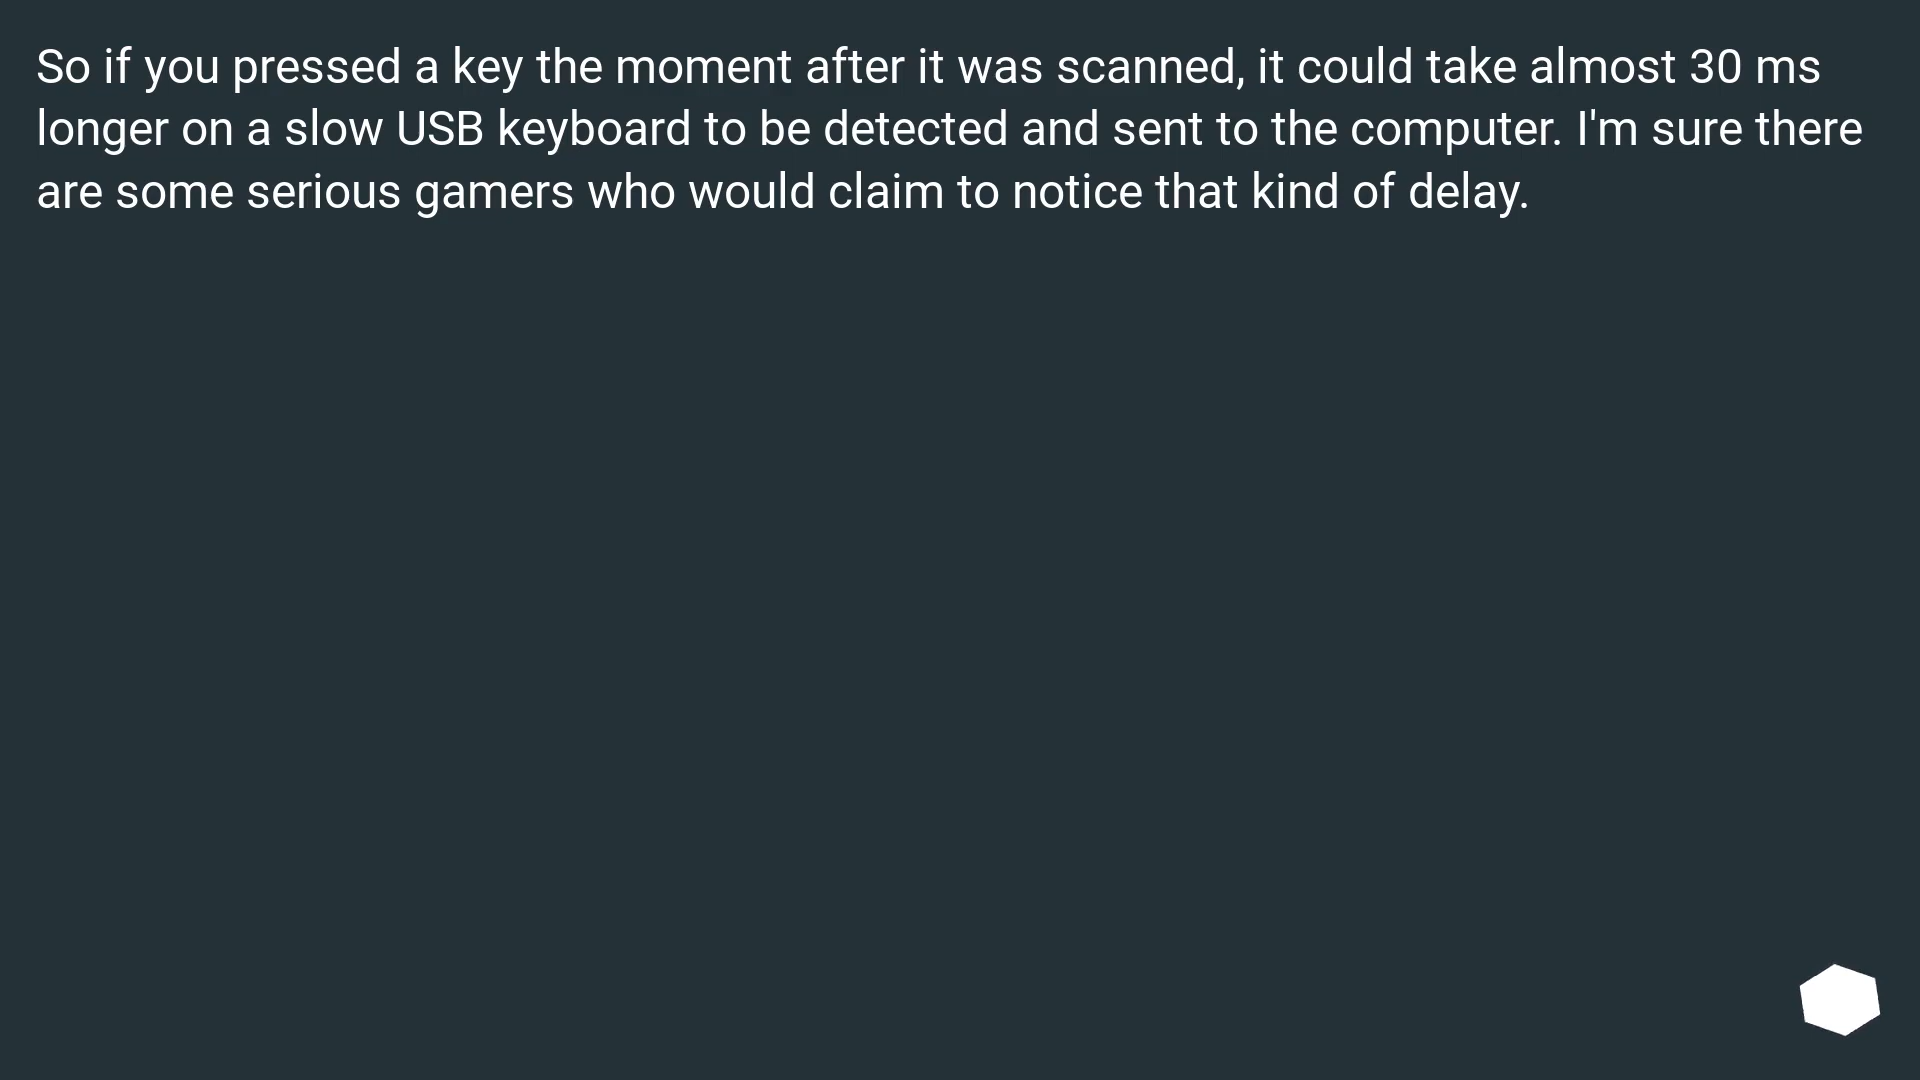 So if you pressed a key the moment after it was scanned, it could take almost 30 ms
longer on a slow USB keyboard to be detected and sent to the computer. I'm sure there
are some serious gamers who would claim to notice that kind of delay.